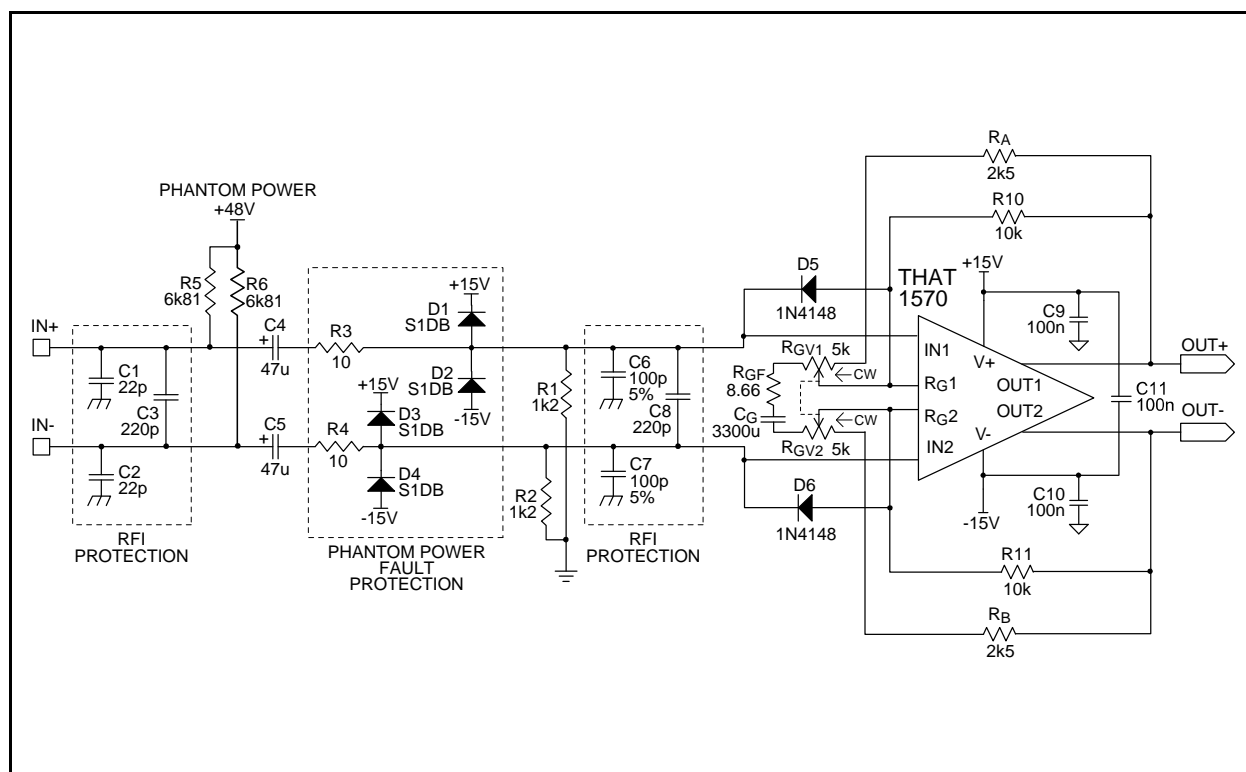 PHANTOM POWER
+48V
R5
6k81
R6
6k81
IN+
IN-
C1
22p
C3
220p
C2
22p
RFI
PROTECTION
C4
+
47u
C5
+
47u
R3
10
R4
10
+15V
D1
S1DB
D2
S1DB
-15V
+15V
D3
S1DB
D4
S1DB
-15V
PHANTOM POWER
FAULT
PROTECTION
R1
1k2
R2
1k2
C6
100p
5%
C8
220p
C7
100p
5%
RFI
PROTECTION
D5
1N4148
D6
1N4148
RGV1 5k
CW
RGF
8.66
CG
3300u
CW
RGV2 5k
RA
2k5
R10
10k
THAT
1570
+15V
IN1
V+
RG1
OUT1
RG2
OUT2
IN2
V-
-15V
C9
100n
C11
100n
C10
100n
OUT+
OUT-
R11
10k
RB
2k5